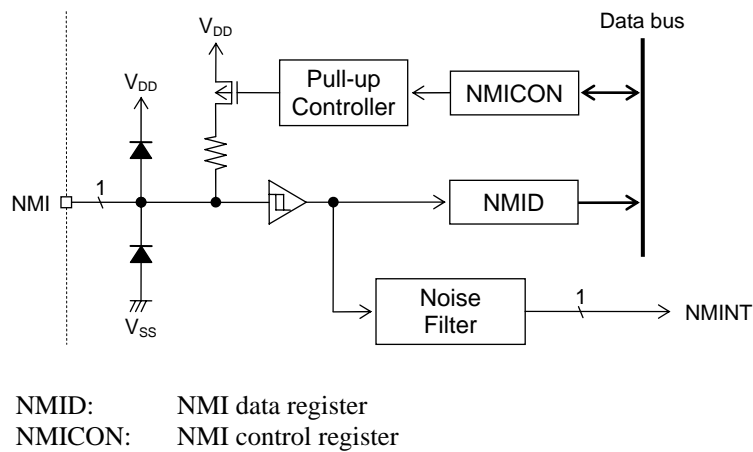 Data bus
VDD
VDD
Pull-up
Controller
NMICON
NMI
1
NMID
Noise
Filter
1
NMINT
VSS
NMID: NMI data register
NMICON: NMI control register